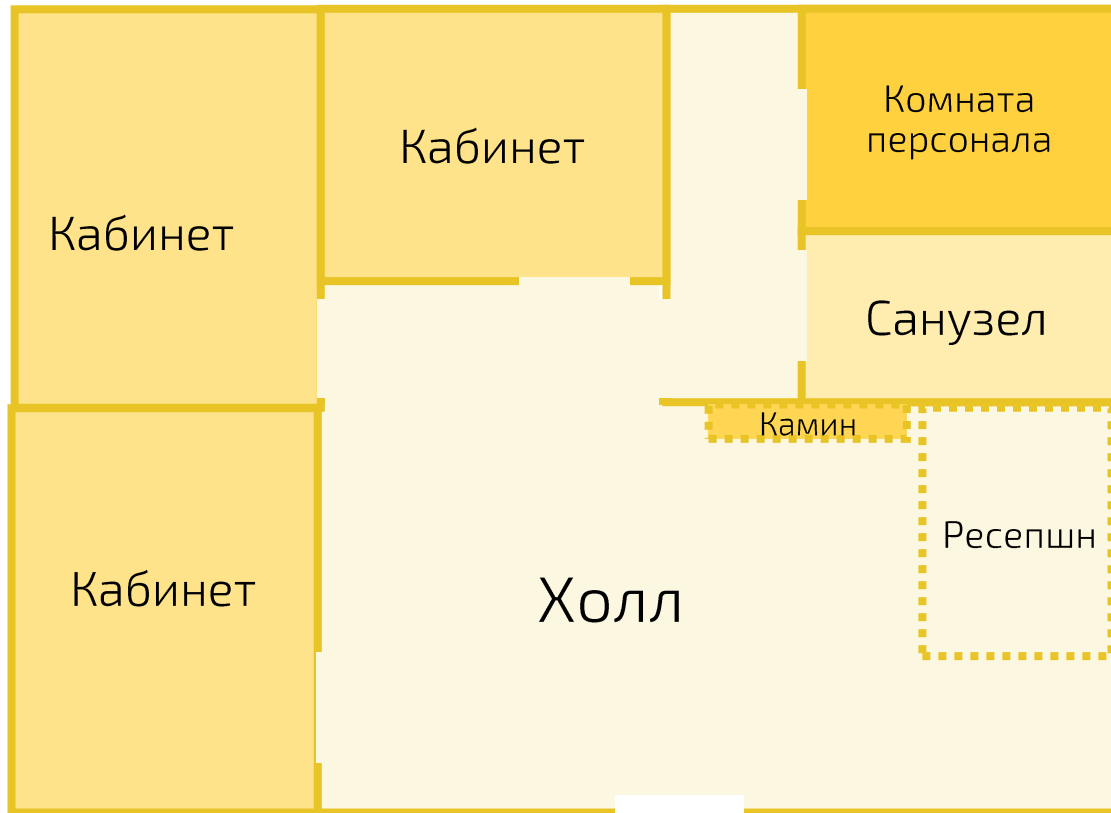 Комната
персонала
Кабинет
Кабинет
Санузел
Камин
Ресепшн
Кабинет
Холл